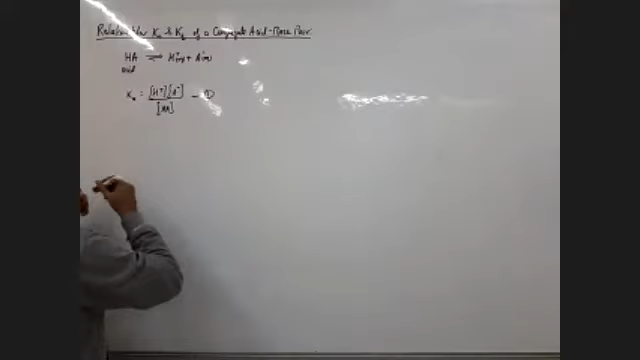 Relation b/w Ka & Kb of a Conjugate Acid-Base Pair:
HA ⇌ H⁺(aq) + A⁻(aq)
acid
Ka = [H⁺][A⁻] / [HA] — ①